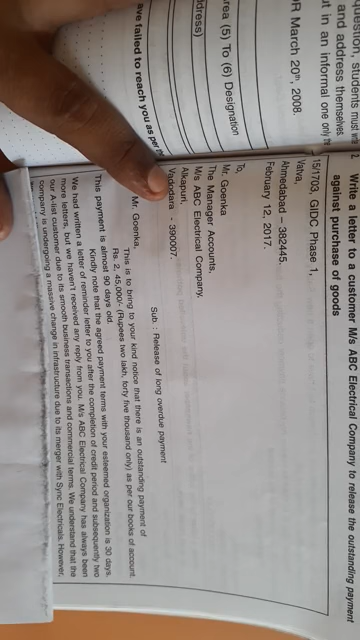 question, students must
and address themselves.
ut in an informal one only
OR March 20th, 2008.
rea (5) To (6) Designation
ddress)
ave failed to reach you as per
Write a letter to a customer M/s ABC Electrical Company to release the outstanding payment
against purchase of goods
15/1703, GIDC Phase 1,
Vatva,
Ahmedabad - 382445.
February 12, 2017.
To,
Mr. Goenka
The Manager Accounts,
M/s ABC Electrical Company.
Alkapuri,
Vadodara - 390007.
Sub : Release of long overdue payment
Mr. Goenka,
This is to bring to your kind notice that there is an outstanding payment of
Rs. 2, 45,000/- (Rupees two lakh, forty five thousand only) as per our books of account.
This payment is almost 90 days old.
Kindly note that the agreed payment terms with your esteemed organization is 30 days.
We had written a letter of reminder letter to you after the completion of credit period and subsequently two
more letters, but we haven't received any reply from you. M/s ABC Electrical Company has always been
our A-list customer due to its smooth business transactions and commercial terms. We understand that the
company is undergoing a massive change in infrastructure due to its merger with Sync Electricals. However,